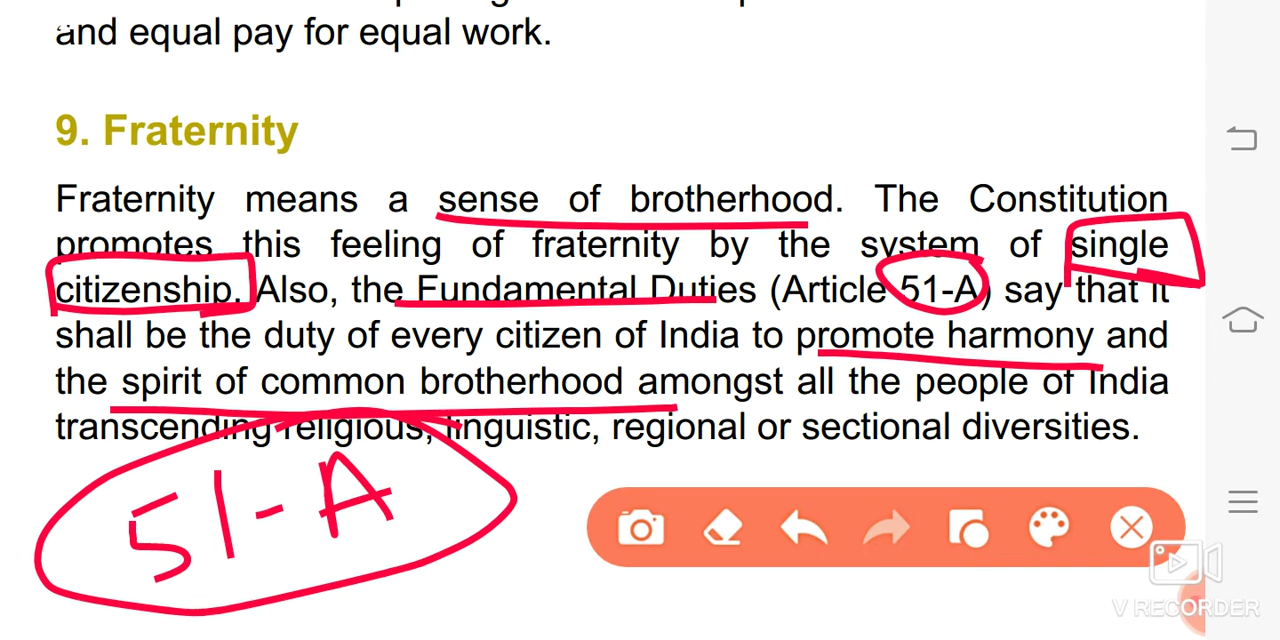 and equal pay for equal work.
9. Fraternity
Fraternity means a sense of brotherhood. The Constitution
promotes this feeling of fraternity by the system of single
citizenship. Also, the Fundamental Duties (Article 51-A) say that it
shall be the duty of every citizen of India to promote harmony and
the spirit of common brotherhood amongst all the people of India
transcending religious, linguistic, regional or sectional diversities.
51-A
V RECORDER